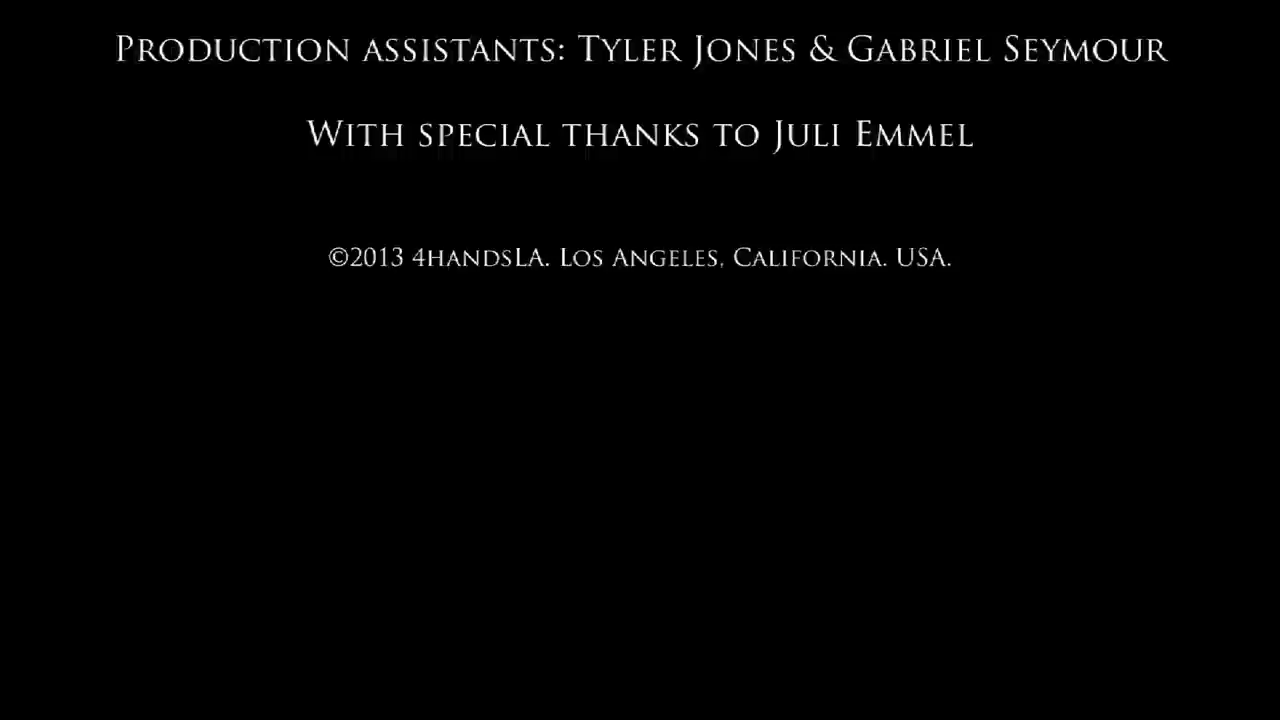 Production assistants: Tyler Jones & Gabriel Seymour
With special thanks to Juli Emmel
©2013 4handsLA. Los Angeles, California. USA.